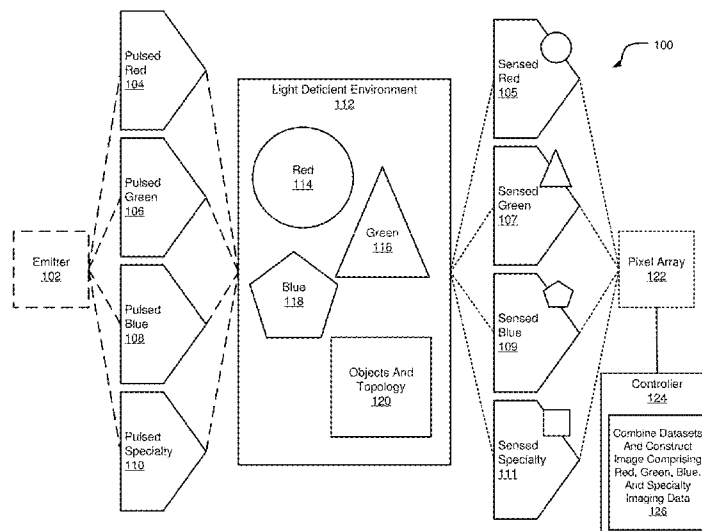 100
Pulsed
Red
104
Pulsed
Green
106
Pulsed
Blue
108
Pulsed
Specialty
110
Emitter
102
Light Deficient Environment
112
Red
114
Green
116
Blue
118
Objects And
Topology
120
Sensed
Red
105
Sensed
Green
107
Sensed
Blue
109
Sensed
Specialty
111
Pixel Array
122
Controller
124
Combine Datasets
And Construct
Image Comprising
Red, Green, Blue,
And Specialty
Imaging Data
126